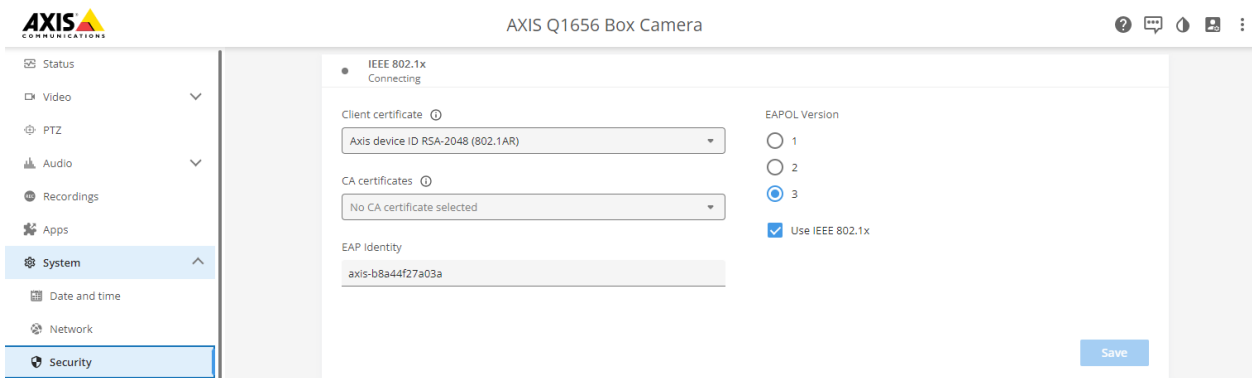 AXIS
COMMUNICATIONS
AXIS Q1656 Box Camera
Status
Video
PTZ
Audio
Recordings
Apps
System
Date and time
Network
Security
IEEE 802.1x
Connecting
Client certificate
Axis device ID RSA-2048 (802.1AR)
CA certificates
No CA certificate selected
EAP Identity
axis-b8a44f27a03a
EAPOL Version
1
2
3
Use IEEE 802.1x
Save